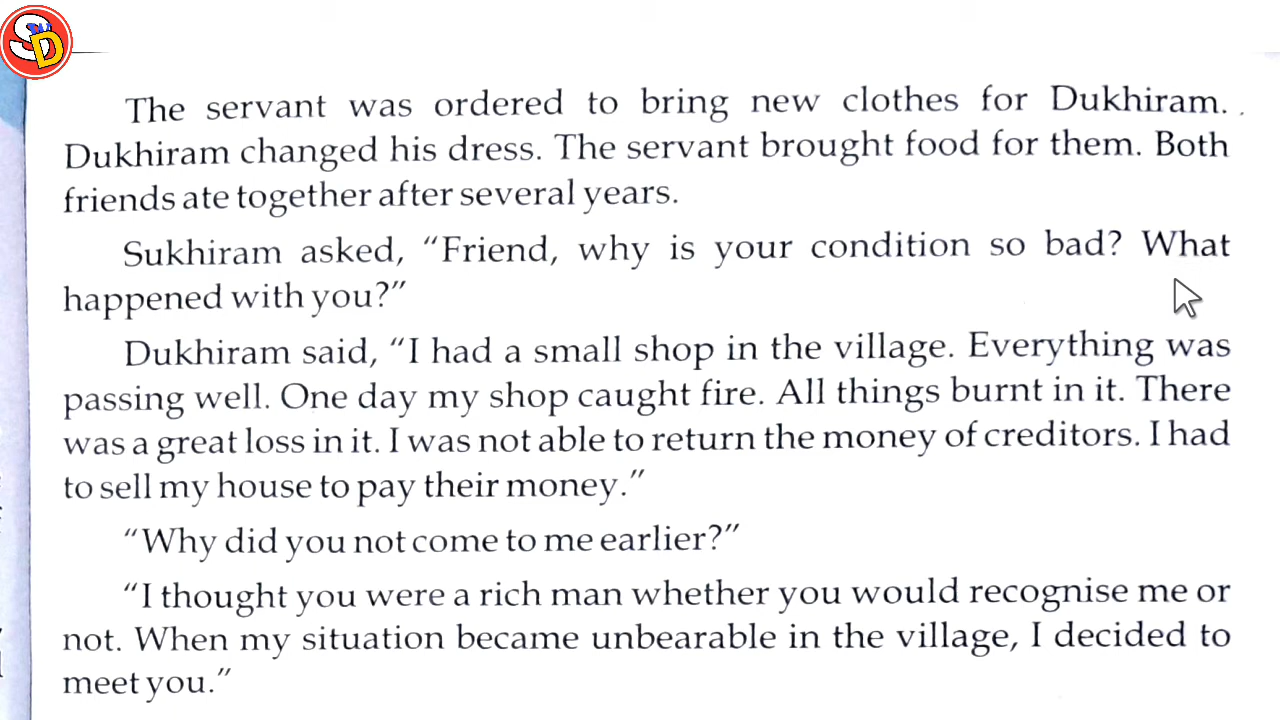 SD
The servant was ordered to bring new clothes for Dukhiram.
Dukhiram changed his dress. The servant brought food for them. Both
friends ate together after several years.
Sukhiram asked, “Friend, why is your condition so bad? What
happened with you?”
Dukhiram said, “I had a small shop in the village. Everything was
passing well. One day my shop caught fire. All things burnt in it. There
was a great loss in it. I was not able to return the money of creditors. I had
to sell my house to pay their money.”
“Why did you not come to me earlier?”
“I thought you were a rich man whether you would recognise me or
not. When my situation became unbearable in the village, I decided to
meet you.”